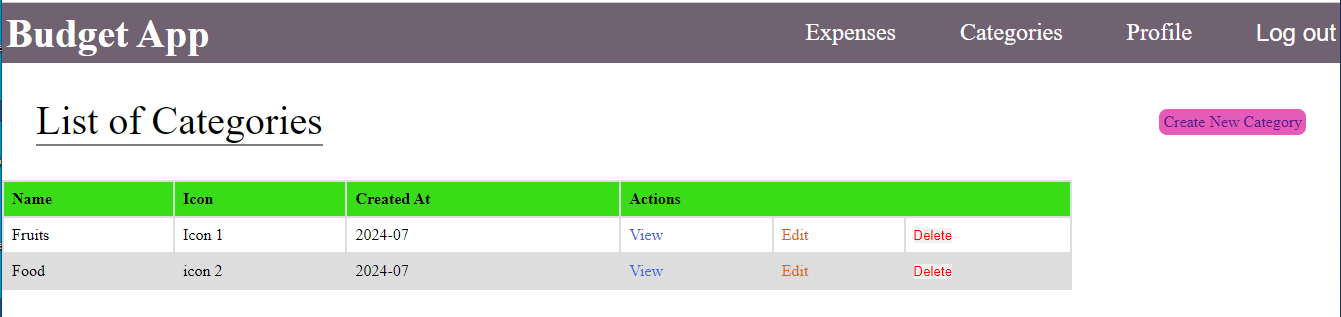 Budget App Expenses Categories Profile Log out
List of Categories Create New Category
Name Icon Created At Actions
Fruits Icon 1 2024-07 View Edit Delete
Food icon 2 2024-07 View Edit Delete